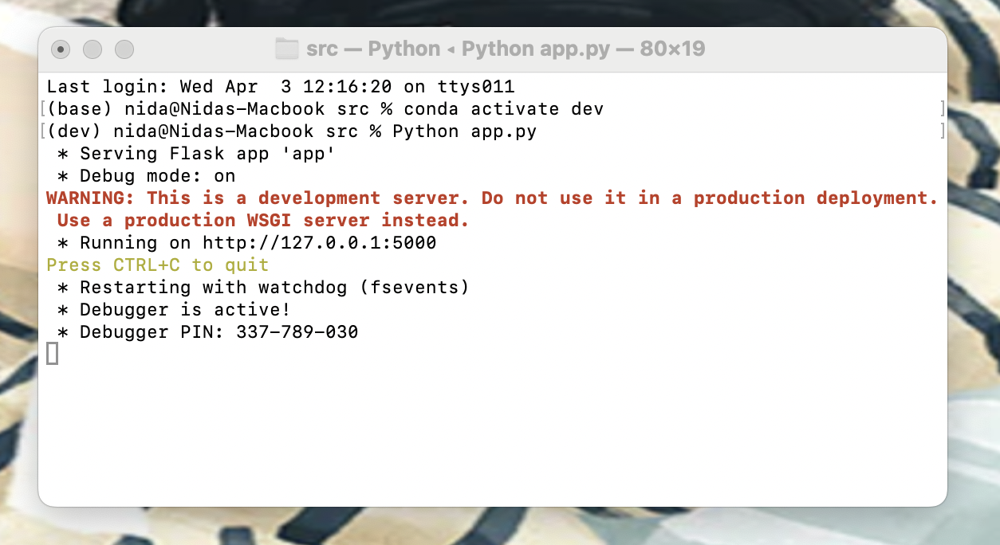 src — Python ◂ Python app.py — 80×19
Last login: Wed Apr  3 12:16:20 on ttys011
[(base) nida@Nidas-Macbook src % conda activate dev ]
[(dev) nida@Nidas-Macbook src % Python app.py ]
 * Serving Flask app 'app'
 * Debug mode: on
WARNING: This is a development server. Do not use it in a production deployment.
 Use a production WSGI server instead.
 * Running on http://127.0.0.1:5000
Press CTRL+C to quit
 * Restarting with watchdog (fsevents)
 * Debugger is active!
 * Debugger PIN: 337-789-030